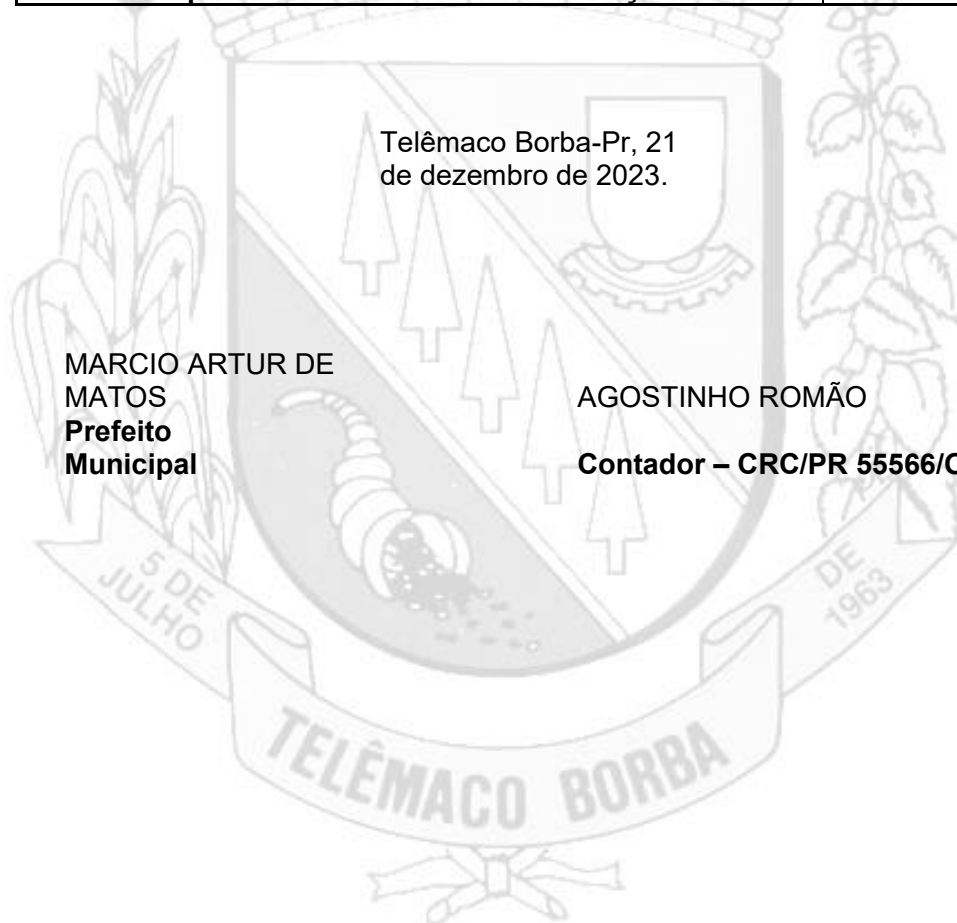 Telêmaco Borba-Pr, 21
de dezembro de 2023.
MARCIO ARTUR DE
MATOS
Prefeito
Municipal
AGOSTINHO ROMÃO
Contador – CRC/PR 55566/O
5 DE
JULHO
DE
1963
TELÊMACO BORBA